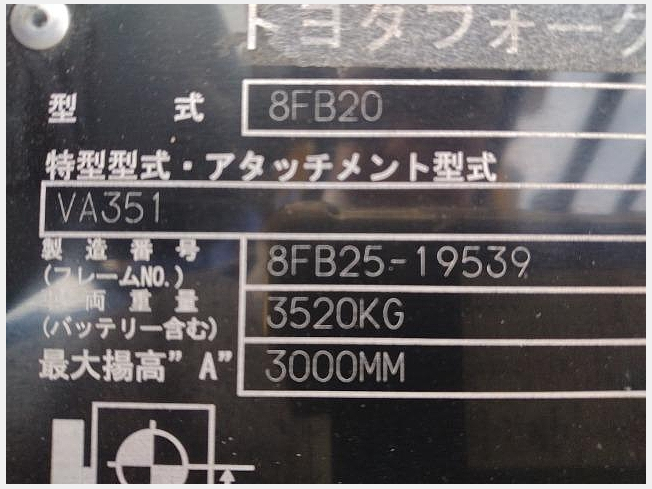 トヨタフォーク
型 式 8FB20
特型型式・アタッチメント型式
VA351
製造番号 8FB25-19539
(フレームNO.)
車両重量 3520KG
(バッテリー含む)
最大揚高"A" 3000MM